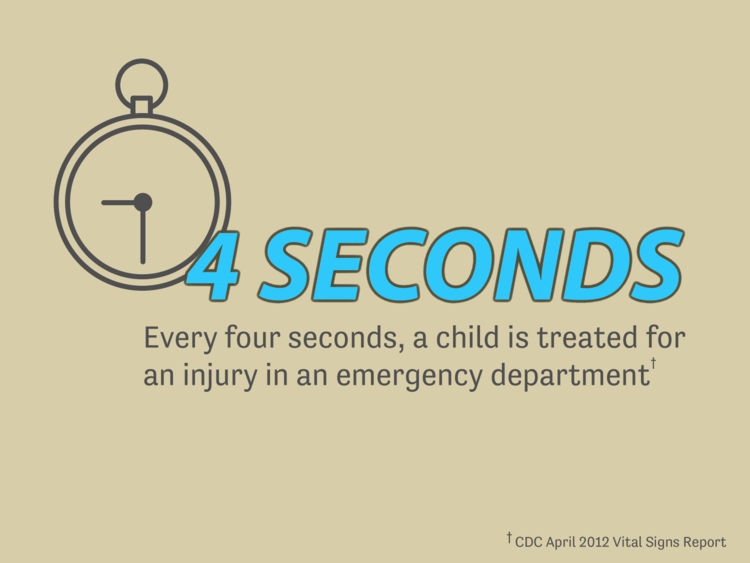 4 SECONDS
Every four seconds, a child is treated for
an injury in an emergency department†
† CDC April 2012 Vital Signs Report